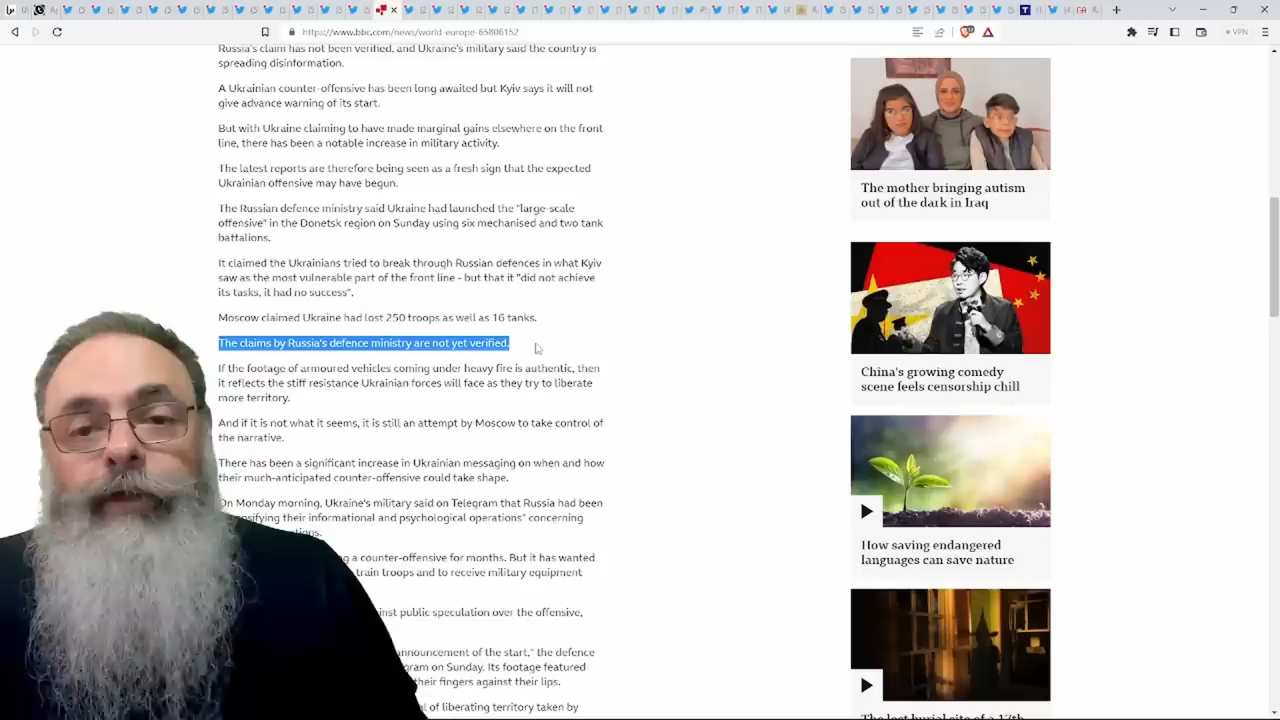 https://www.bbc.com/news/world-europe-65806152
VPN
Russia's claim has not been verified, and Ukraine's military said the country is
spreading disinformation.
A Ukrainian counter-offensive has been long awaited but Kyiv says it will not
give advance warning of its start.
But with Ukraine claiming to have made marginal gains elsewhere on the front
line, there has been a notable increase in military activity.
The latest reports are therefore being seen as a fresh sign that the expected
Ukrainian offensive may have begun.
The Russian defence ministry said Ukraine had launched the "large-scale
offensive" in the Donetsk region on Sunday using six mechanised and two tank
battalions.
It claimed the Ukrainians tried to break through Russian defences in what Kyiv
saw as the most vulnerable part of the front line - but that it "did not achieve
its tasks, it had no success".
Moscow claimed Ukraine had lost 250 troops as well as 16 tanks.
The claims by Russia's defence ministry are not yet verified.
If the footage of armoured vehicles coming under heavy fire is authentic, then
it reflects the stiff resistance Ukrainian forces will face as they try to liberate
more territory.
And if it is not what it seems, it is still an attempt by Moscow to take control of
the narrative.
There has been a significant increase in Ukrainian messaging on when and how
their much-anticipated counter-offensive could take shape.
On Monday morning, Ukraine's military said on Telegram that Russia had been
informational and psychological operations" concerning
g a counter-offensive for months. But it has wanted
train troops and to receive military equipment
public speculation over the offensive,
announcement of the start," the defence
on Sunday. Its footage featured
their fingers against their lips.
of liberating territory taken by
The mother bringing autism
out of the dark in Iraq
China's growing comedy
scene feels censorship chill
How saving endangered
languages can save nature
The lost burial site of a 17th